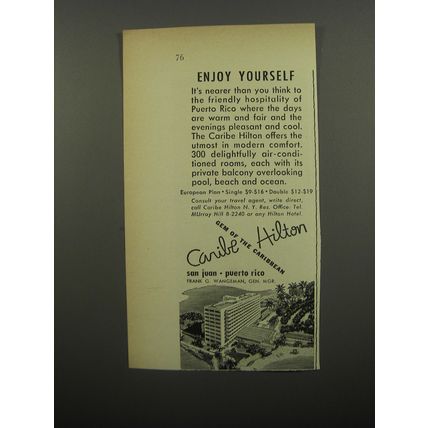 76
ENJOY YOURSELF
It's nearer than you think to
the friendly hospitality of
Puerto Rico where the days
are warm and fair and the
evenings pleasant and cool.
The Caribe Hilton offers the
utmost in modern comfort.
300 delightfully air-condi-
tioned rooms, each with its
private balcony overlooking
pool, beach and ocean.
European Plan • Single $9-$16 • Double $12-$19
Consult your travel agent, write direct,
call Caribe Hilton N. Y. Res. Office: Tel.
MUrray Hill 8-2240 or any Hilton Hotel.
GEM OF THE CARIBBEAN
Caribe Hilton
san juan • puerto rico
FRANK G. WANGEMAN, GEN. MGR.